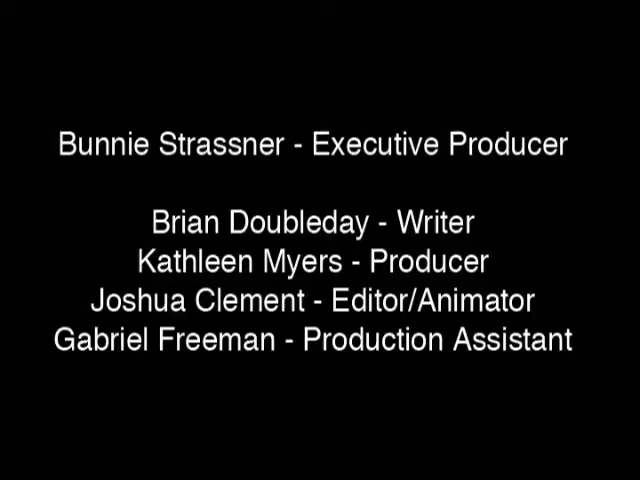 Bunnie Strassner - Executive Producer
Brian Doubleday - Writer
Kathleen Myers - Producer
Joshua Clement - Editor/Animator
Gabriel Freeman - Production Assistant